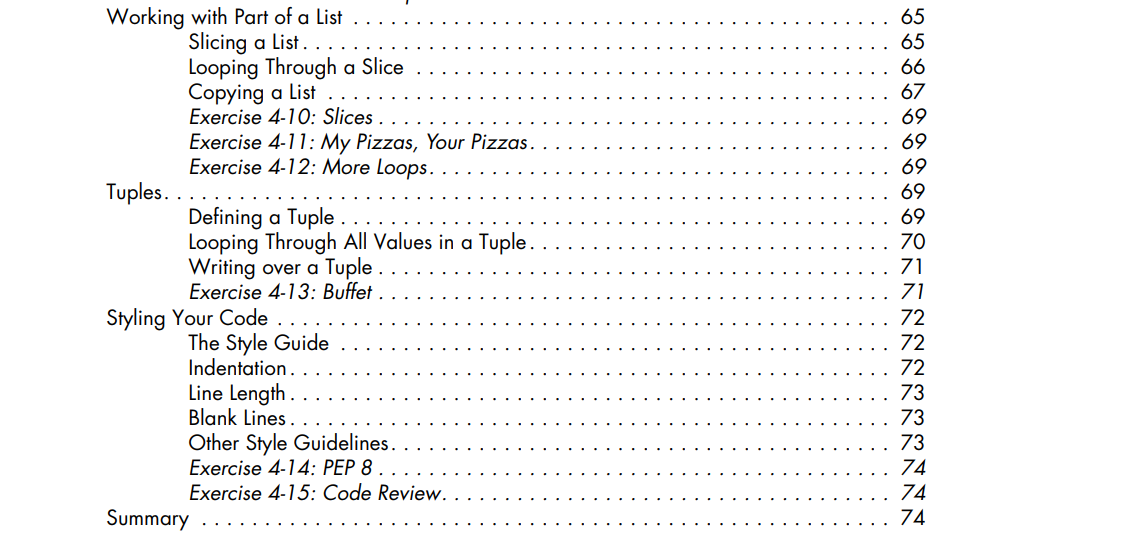 Working with Part of a List . . . . . . . . . . . . . . . . . . . . . . . . . . . . . . . . . . . . . . . . . . . 65
Slicing a List . . . . . . . . . . . . . . . . . . . . . . . . . . . . . . . . . . . . . . . . . . . . . . . 65
Looping Through a Slice . . . . . . . . . . . . . . . . . . . . . . . . . . . . . . . . . . . . . . 66
Copying a List . . . . . . . . . . . . . . . . . . . . . . . . . . . . . . . . . . . . . . . . . . . . . 67
Exercise 4-10: Slices . . . . . . . . . . . . . . . . . . . . . . . . . . . . . . . . . . . . . . . . . 69
Exercise 4-11: My Pizzas, Your Pizzas . . . . . . . . . . . . . . . . . . . . . . . . . . . . . 69
Exercise 4-12: More Loops . . . . . . . . . . . . . . . . . . . . . . . . . . . . . . . . . . . . . 69
Tuples . . . . . . . . . . . . . . . . . . . . . . . . . . . . . . . . . . . . . . . . . . . . . . . . . . . . . . . . . . 69
Defining a Tuple . . . . . . . . . . . . . . . . . . . . . . . . . . . . . . . . . . . . . . . . . . . . 69
Looping Through All Values in a Tuple . . . . . . . . . . . . . . . . . . . . . . . . . . . . . 70
Writing over a Tuple . . . . . . . . . . . . . . . . . . . . . . . . . . . . . . . . . . . . . . . . . 71
Exercise 4-13: Buffet . . . . . . . . . . . . . . . . . . . . . . . . . . . . . . . . . . . . . . . . . 71
Styling Your Code . . . . . . . . . . . . . . . . . . . . . . . . . . . . . . . . . . . . . . . . . . . . . . . . . 72
The Style Guide . . . . . . . . . . . . . . . . . . . . . . . . . . . . . . . . . . . . . . . . . . . . 72
Indentation . . . . . . . . . . . . . . . . . . . . . . . . . . . . . . . . . . . . . . . . . . . . . . . . 72
Line Length . . . . . . . . . . . . . . . . . . . . . . . . . . . . . . . . . . . . . . . . . . . . . . . . 73
Blank Lines . . . . . . . . . . . . . . . . . . . . . . . . . . . . . . . . . . . . . . . . . . . . . . . . 73
Other Style Guidelines . . . . . . . . . . . . . . . . . . . . . . . . . . . . . . . . . . . . . . . . 73
Exercise 4-14: PEP 8 . . . . . . . . . . . . . . . . . . . . . . . . . . . . . . . . . . . . . . . . . 74
Exercise 4-15: Code Review . . . . . . . . . . . . . . . . . . . . . . . . . . . . . . . . . . . . 74
Summary . . . . . . . . . . . . . . . . . . . . . . . . . . . . . . . . . . . . . . . . . . . . . . . . . . . . . . . 74